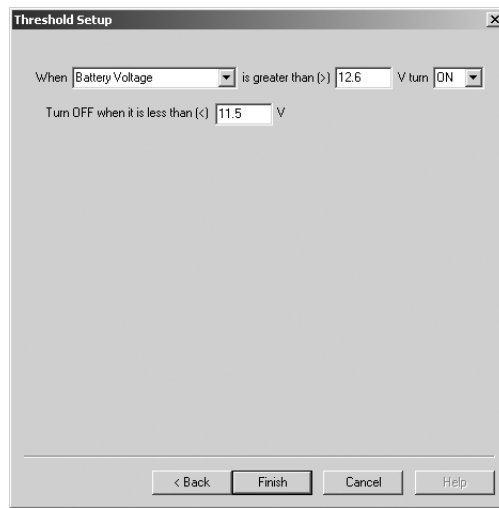 Threshold Setup
When Battery Voltage is greater than (>) 12.6 V turn ON
Turn OFF when it is less than (<) 11.5 V
< Back Finish Cancel Help